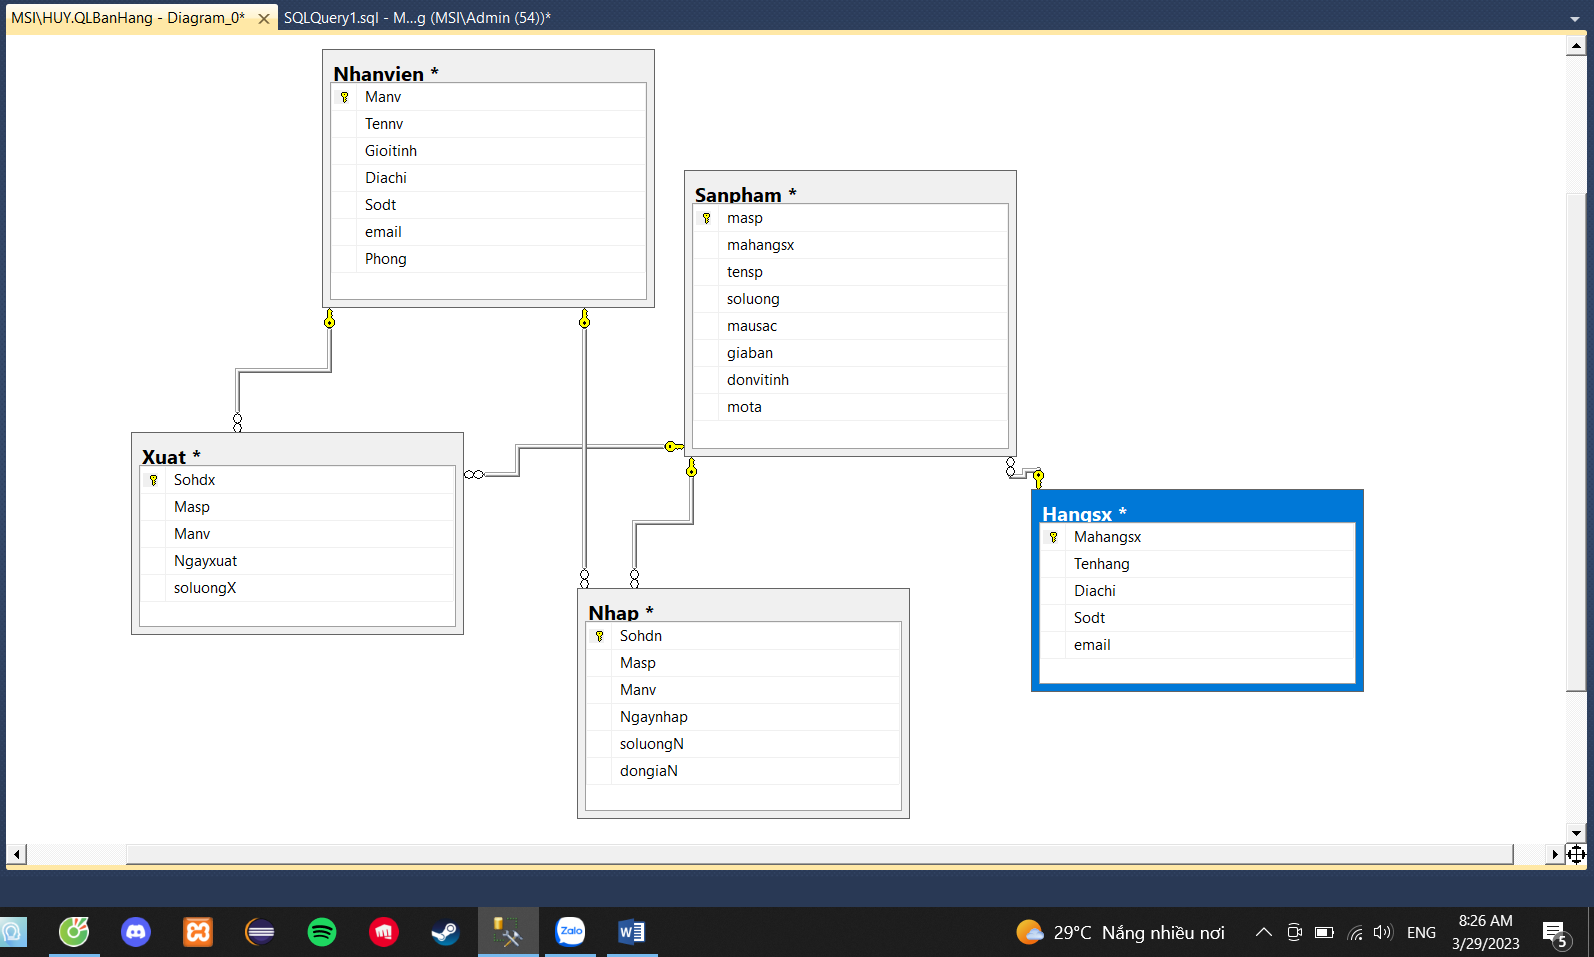 MSI\HUY.QLBanHang - Diagram_0*
SQLQuery1.sql - M...g (MSI\Admin (54))*
Nhanvien *
Manv
Tennv
Gioitinh
Diachi
Sodt
email
Phong
Sanpham *
masp
mahangsx
tensp
soluong
mausac
giaban
donvitinh
mota
Xuat *
Sohdx
Masp
Manv
Ngayxuat
soluongX
Nhap *
Sohdn
Masp
Manv
Ngaynhap
soluongN
dongiaN
Hangsx *
Mahangsx
Tenhang
Diachi
Sodt
email
Zalo
W
29°C Nắng nhiều nơi
ENG
8:26 AM
3/29/2023
5